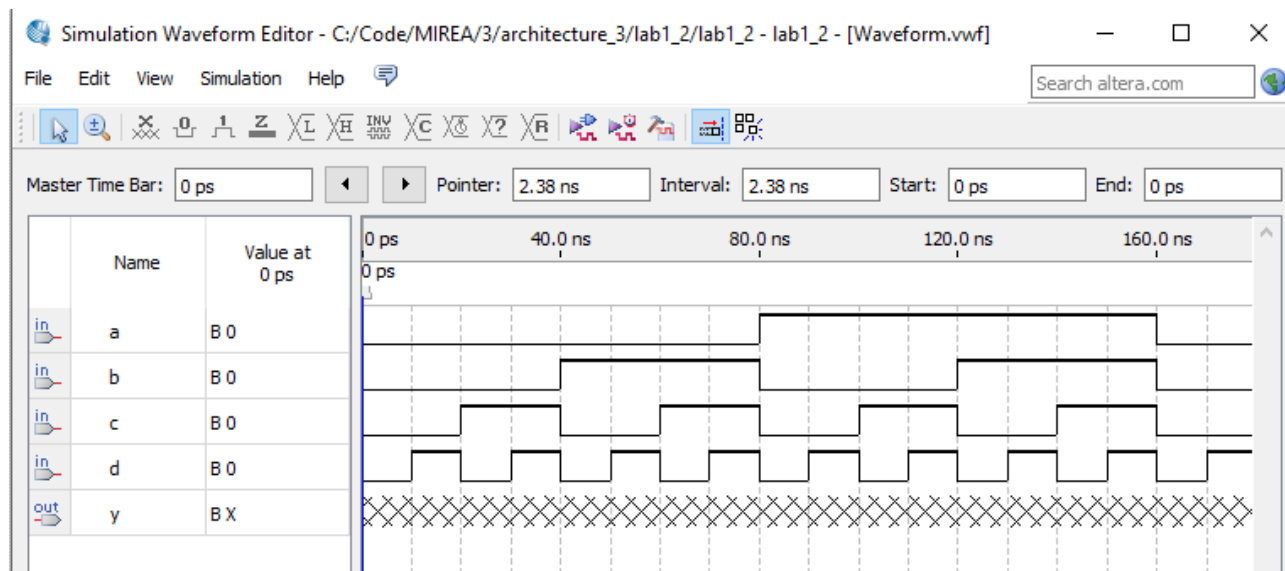 Simulation Waveform Editor - C:/Code/MIREA/3/architecture_3/lab1_2/lab1_2 - lab1_2 - [Waveform.vwf]
File Edit View Simulation Help
Search altera.com
X 0 1 Z L H INV C ? R
Master Time Bar: 0 ps Pointer: 2.38 ns Interval: 2.38 ns Start: 0 ps End: 0 ps
Name Value at 0 ps
0 ps 40.0 ns 80.0 ns 120.0 ns 160.0 ns
0 ps
in a B 0
in b B 0
in c B 0
in d B 0
out y B X